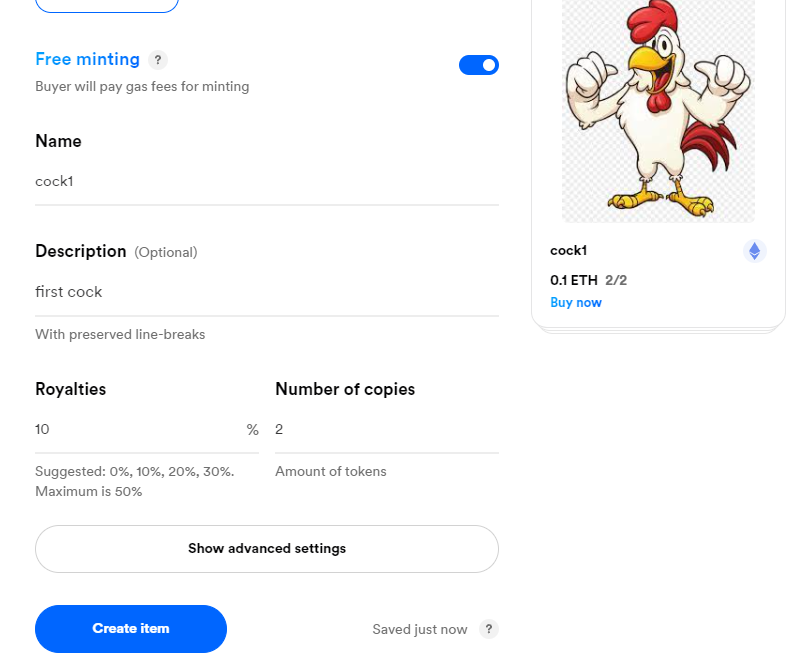 Free minting ?
Buyer will pay gas fees for minting
Name
cock1
Description (Optional)
first cock
With preserved line-breaks
Royalties
10 %
Suggested: 0%, 10%, 20%, 30%.
Maximum is 50%
Number of copies
2
Amount of tokens
Show advanced settings
Create item
Saved just now ?
cock1
0.1 ETH 2/2
Buy now